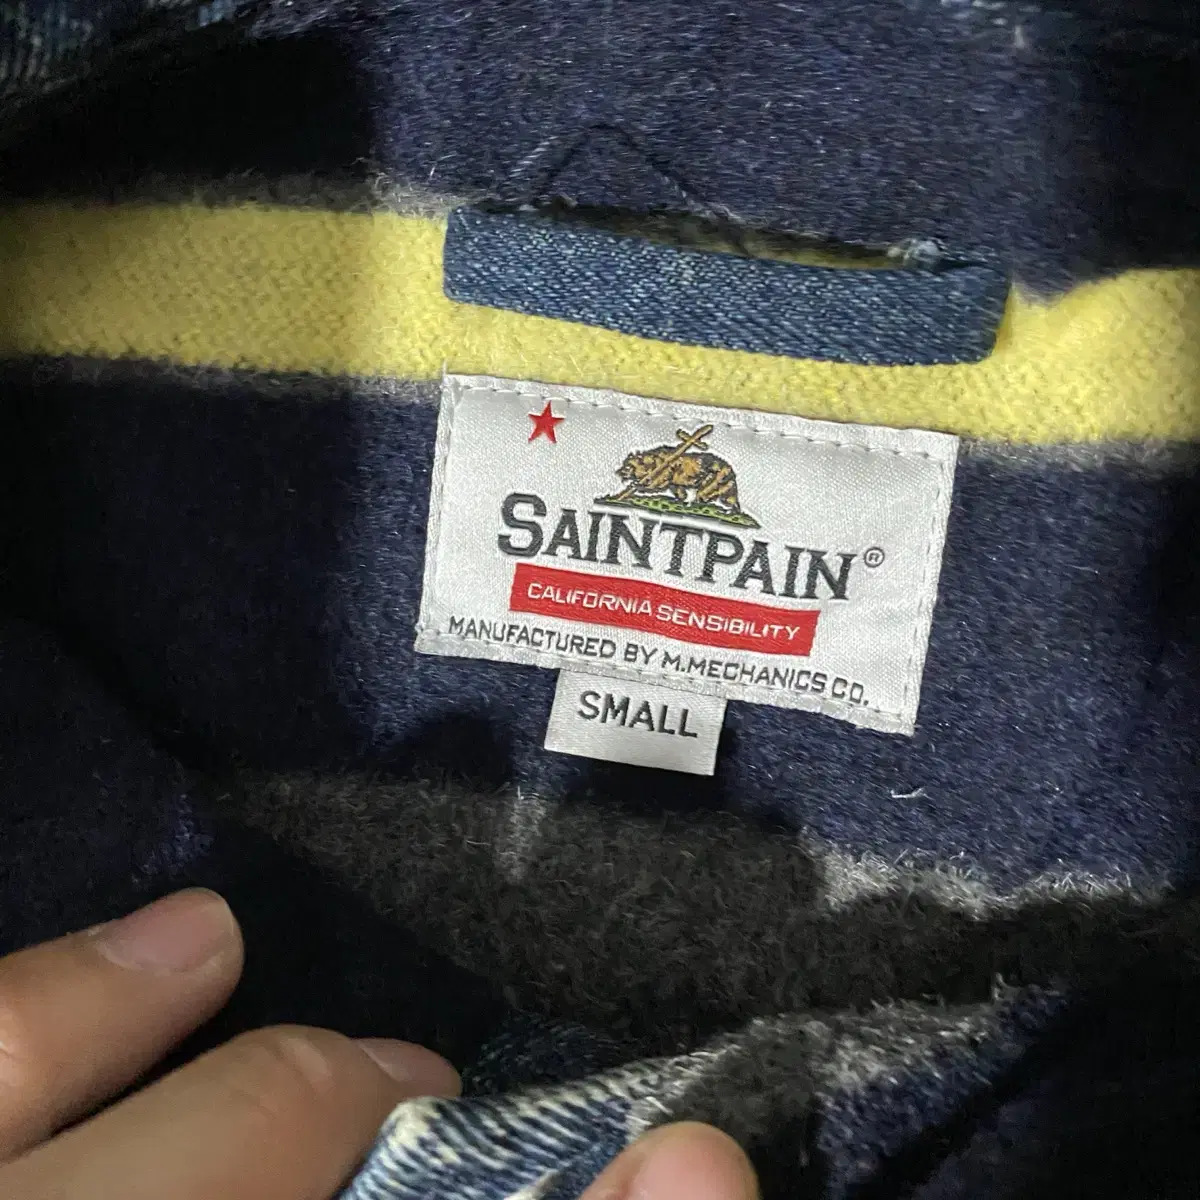 SAINTPAIN®
CALIFORNIA SENSIBILITY
MANUFACTURED BY M.MECHANICS CO.
SMALL